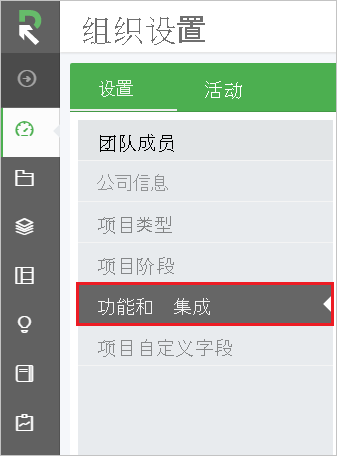 组织设置
设置 活动
团队成员
公司信息
项目类型
项目阶段
功能和 集成
项目自定义字段